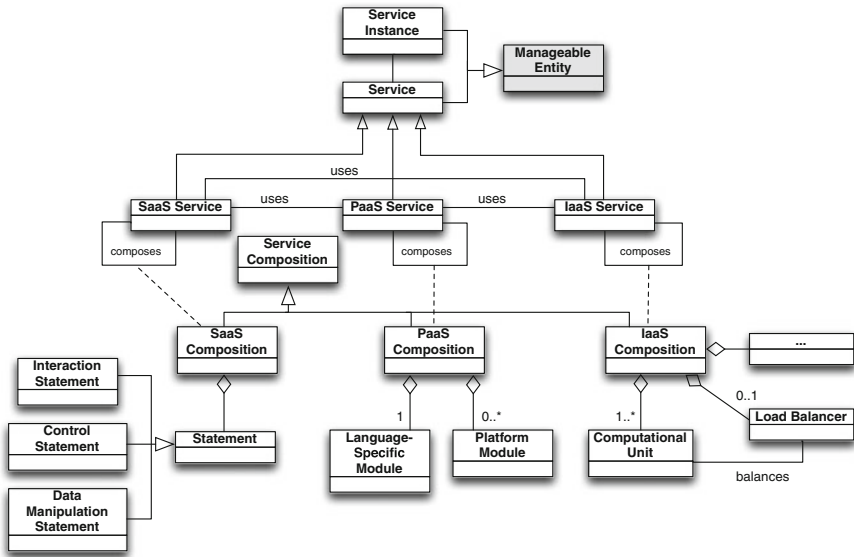 Service
Instance
Manageable
Entity
Service
uses
SaaS Service
uses
PaaS Service
uses
IaaS Service
composes
composes
composes
Service
Composition
SaaS
Composition
PaaS
Composition
IaaS
Composition
...
Interaction
Statement
0..1
1
0..*
1..*
Load Balancer
Control
Statement
Statement
Language-
Specific
Module
Platform
Module
Computational
Unit
balances
Data
Manipulation
Statement